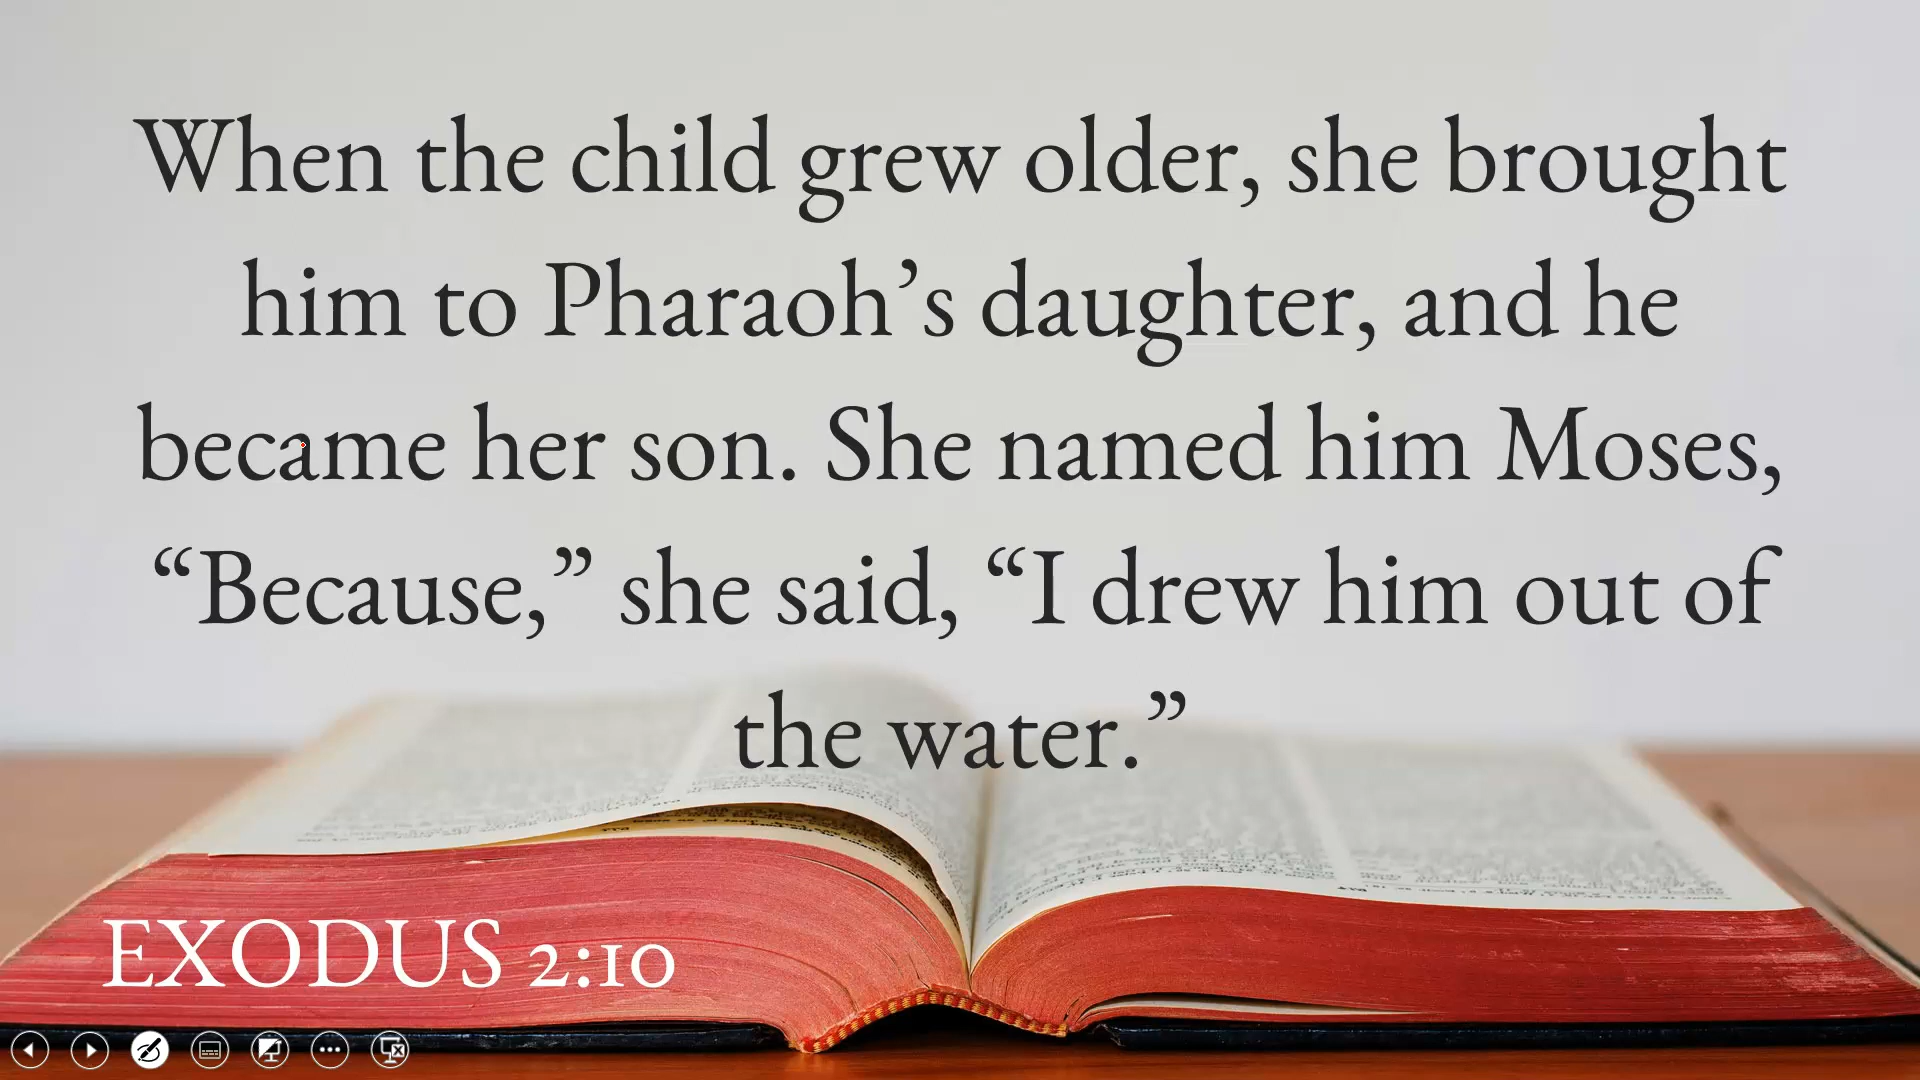 When the child grew older, she brought
him to Pharaoh’s daughter, and he
became her son. She named him Moses,
“Because,” she said, “I drew him out of
the water.”
EXODUS 2:10